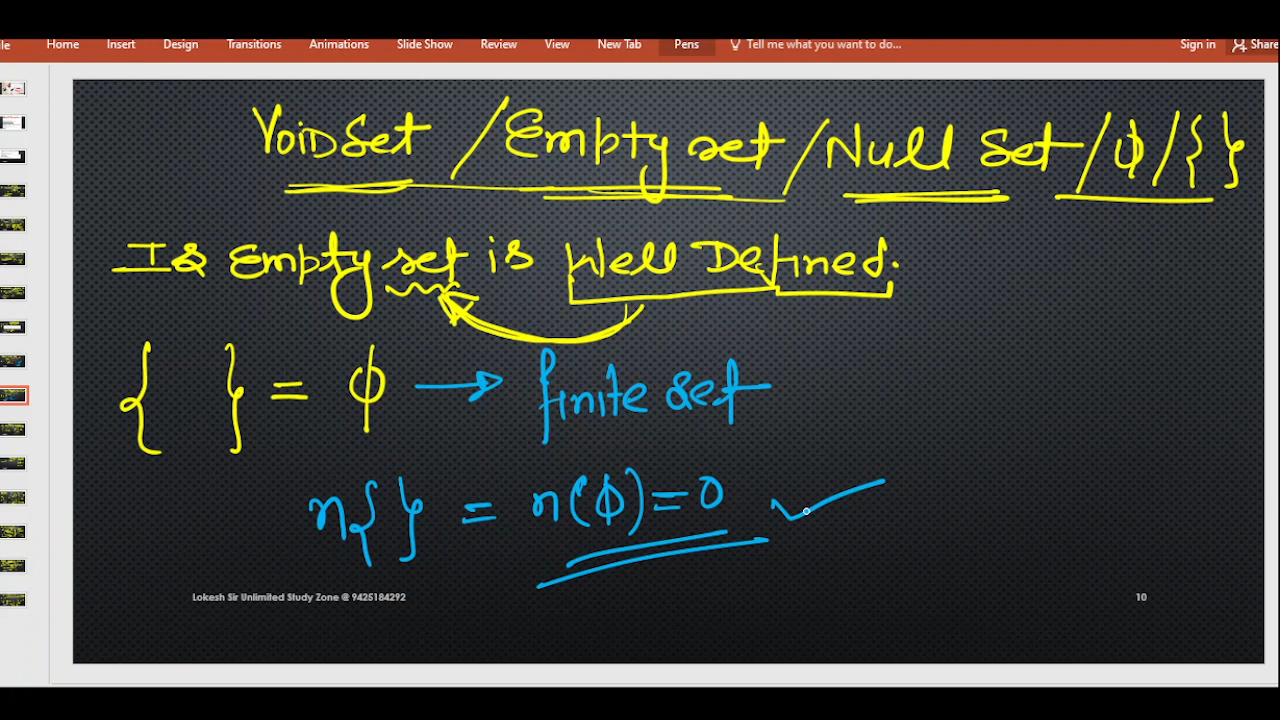 File Home Insert Design Transitions Animations Slide Show Review View New Tab Pens Tell me what you want to do... Sign in Share
Void Set / Empty set / Null Set / ϕ / { }
Is Empty set is Well Defined.
{ } = ϕ → finite set
n{ } = n(ϕ) = 0 ✓
Lokesh Sir Unlimited Study Zone @ 9425184292 10